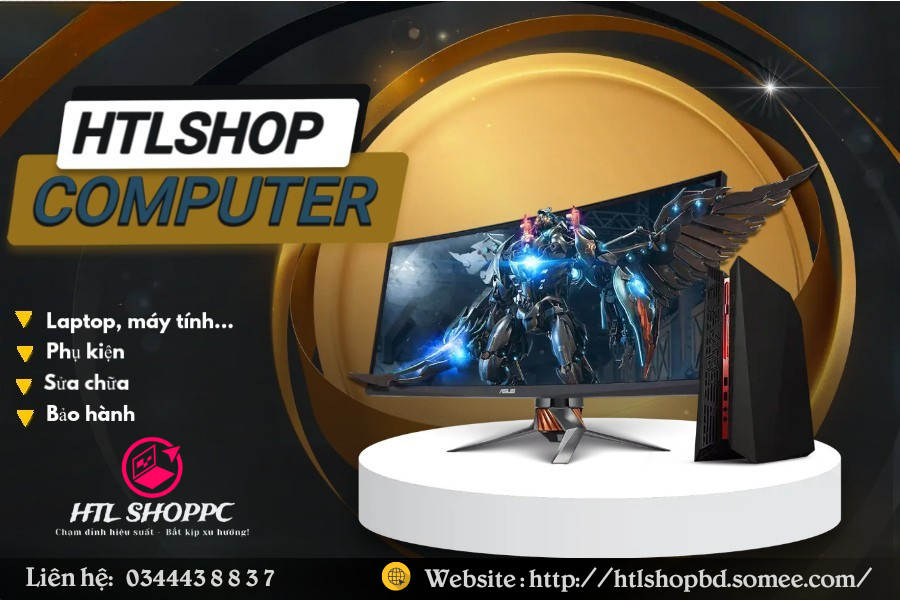 HTLSHOP
COMPUTER
Laptop, máy tính...
Phụ kiện
Sửa chữa
Bảo hành
ASUS
HTL SHOPPC
Chạm đỉnh hiệu suất - Bắt kịp xu hướng!
Liên hệ: 0344438837
Website : http://htlshopbd.somee.com/